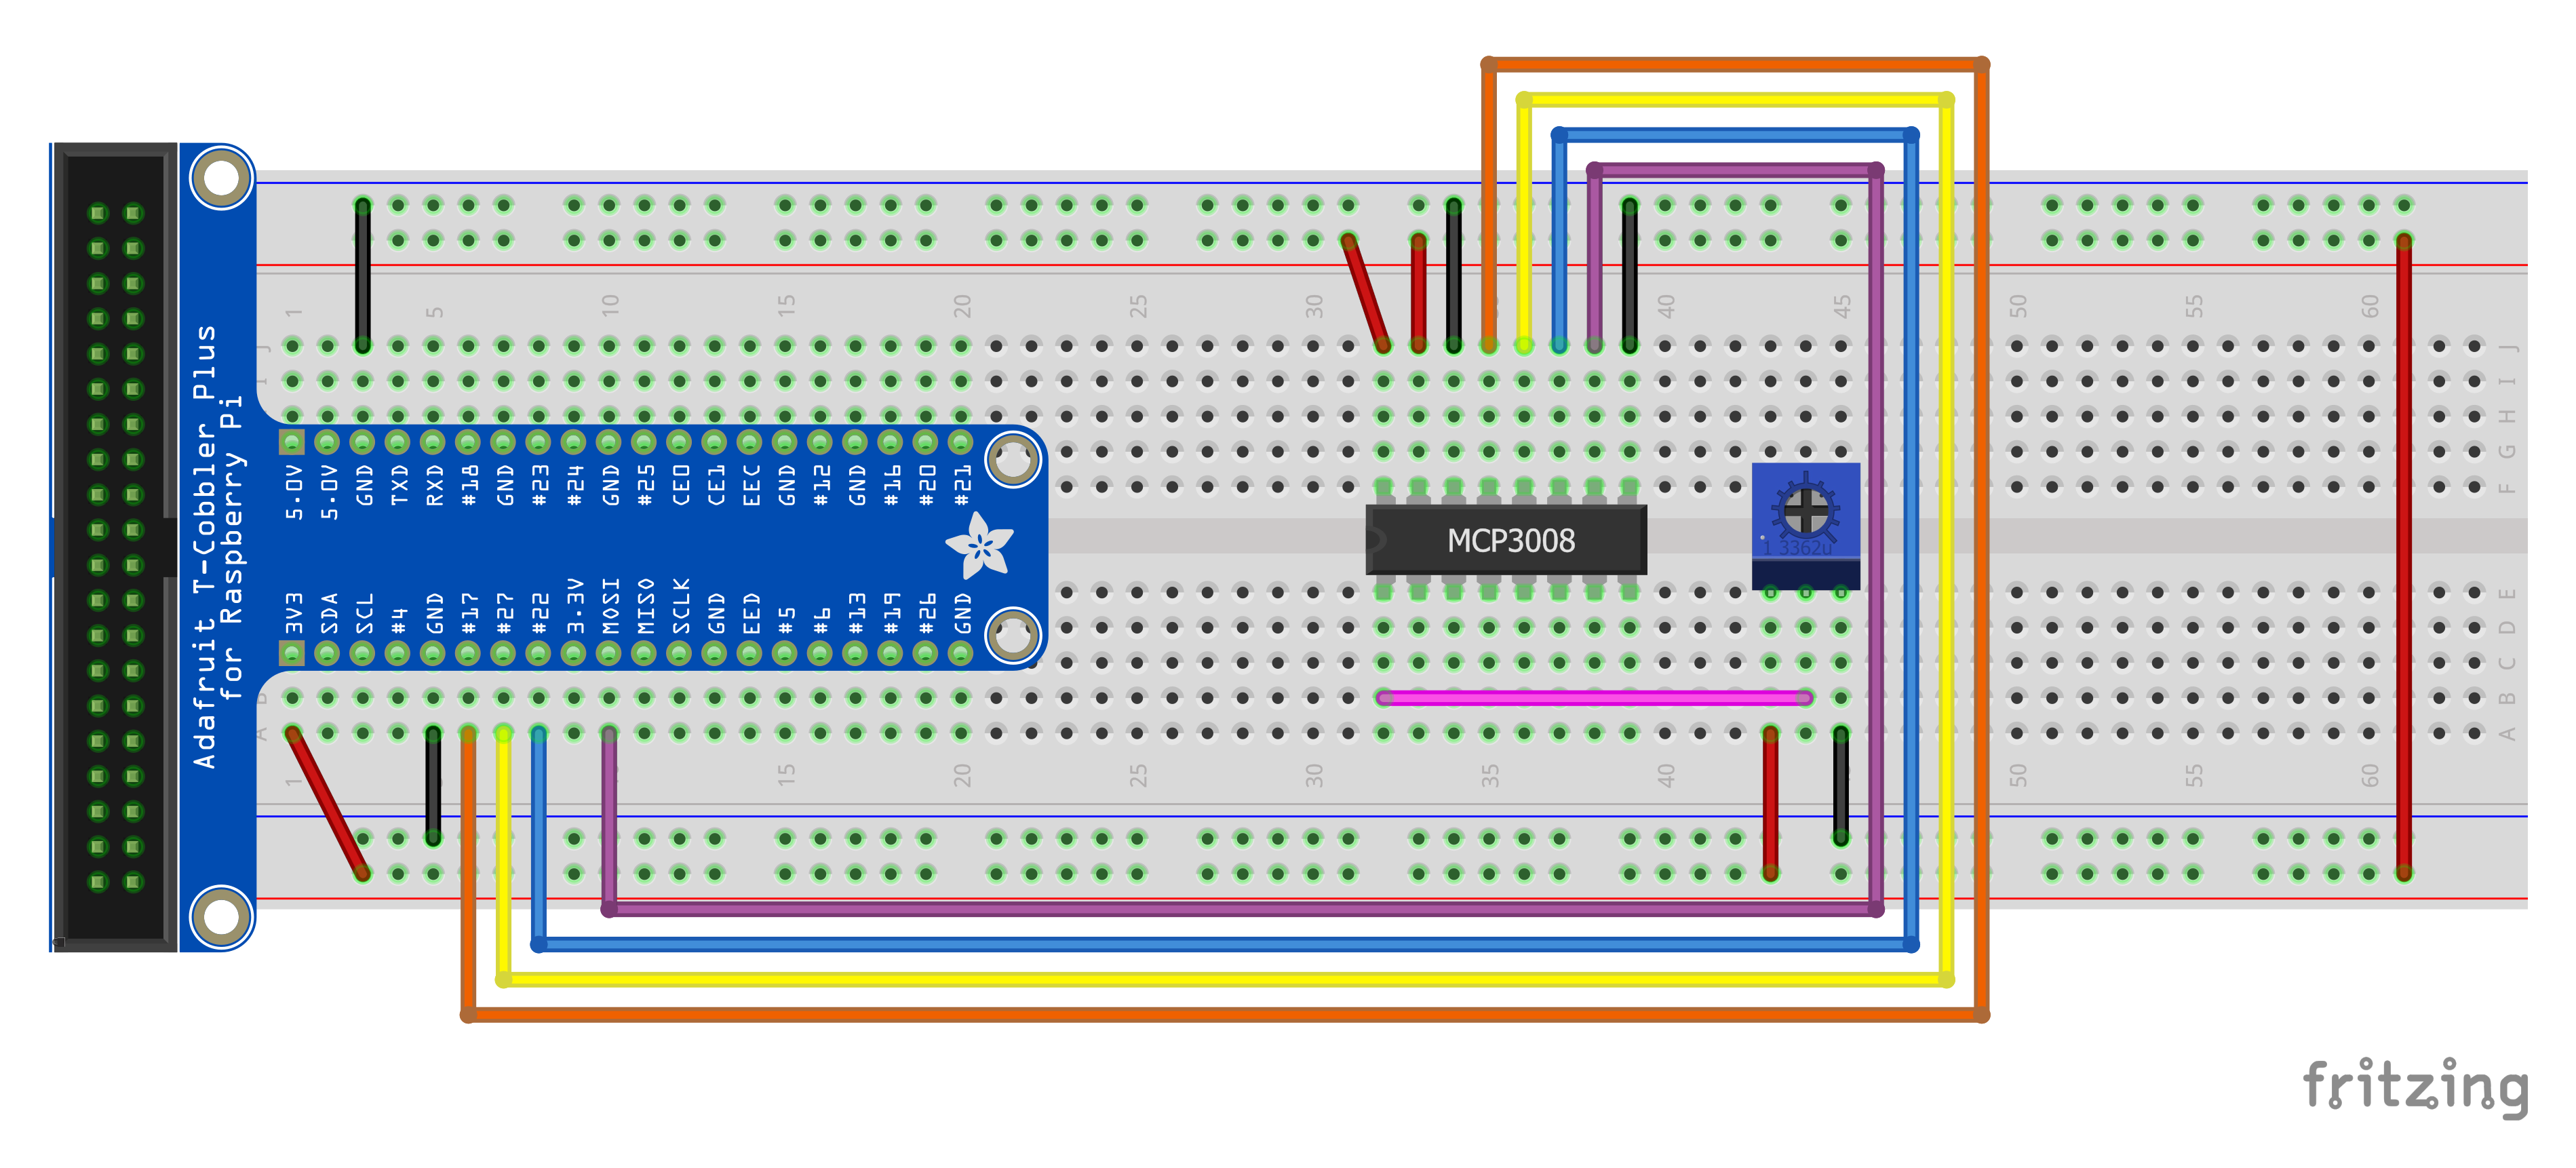 Adafruit T-Cobbler Plus
for Raspberry Pi
1 5 10 15 20 25 30 40 45 50 55 60
J J
I
H
G
F
5.0V 5.0V GND TXD RXD #18 GND #23 #24 GND #25 CE0 CE1 EEC GND #12 GND #16 #20 #21
MCP3008
1 3362u
3V3 SDA SCL #4 GND #17 #27 #22 3.3V MOSI MISO SCLK GND EED #5 #6 #13 #19 #26 GND
E
D
C
B B
A A
1 15 20 25 30 35 40 50 55 60
fritzing